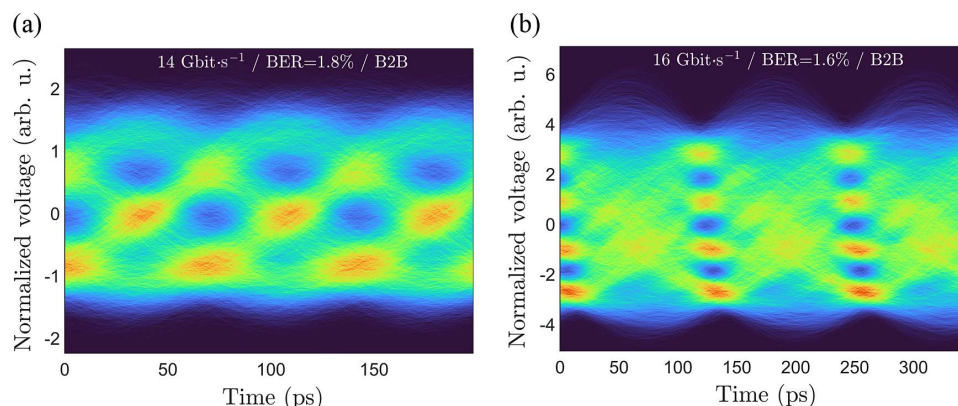 (a)
14 Gbit·s⁻¹ / BER=1.8% / B2B
Normalized voltage (arb. u.)
2
1
0
-1
-2
0
50
100
150
Time (ps)
(b)
16 Gbit·s⁻¹ / BER=1.6% / B2B
Normalized voltage (arb. u.)
6
4
2
0
-2
-4
0
50
100
150
200
250
300
Time (ps)